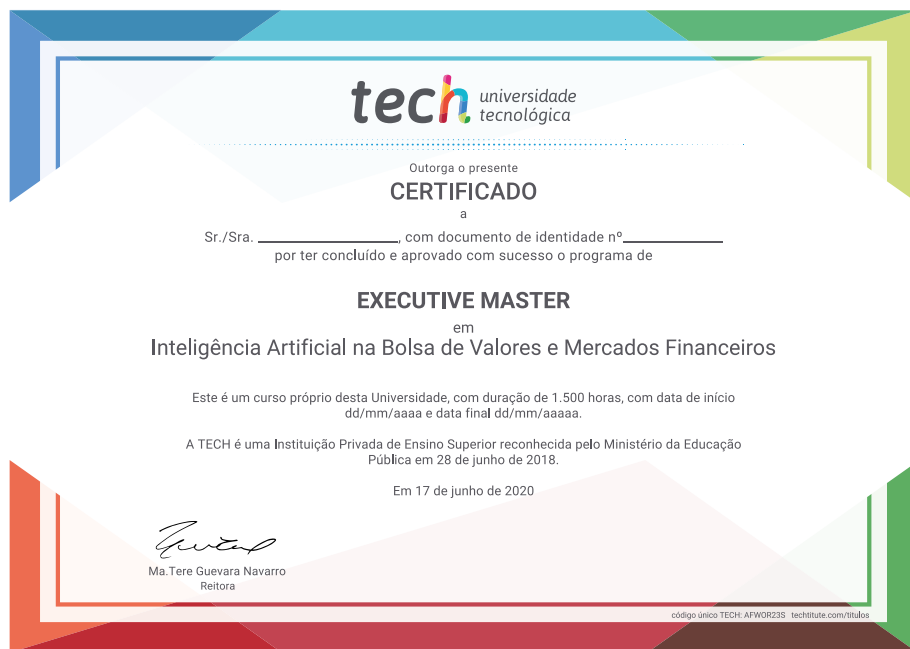 tech universidade
tecnológica
Outorga o presente
CERTIFICADO
a
Sr./Sra. ____________________, com documento de identidade nº______________
por ter concluído e aprovado com sucesso o programa de
EXECUTIVE MASTER
em
Inteligência Artificial na Bolsa de Valores e Mercados Financeiros
Este é um curso próprio desta Universidade, com duração de 1.500 horas, com data de início
dd/mm/aaaa e data final dd/mm/aaaaa.
A TECH é uma Instituição Privada de Ensino Superior reconhecida pelo Ministério da Educação
Pública em 28 de junho de 2018.
Em 17 de junho de 2020
Ma.Tere Guevara Navarro
Reitora
código único TECH: AFWOR23S techtitute.com/titulos